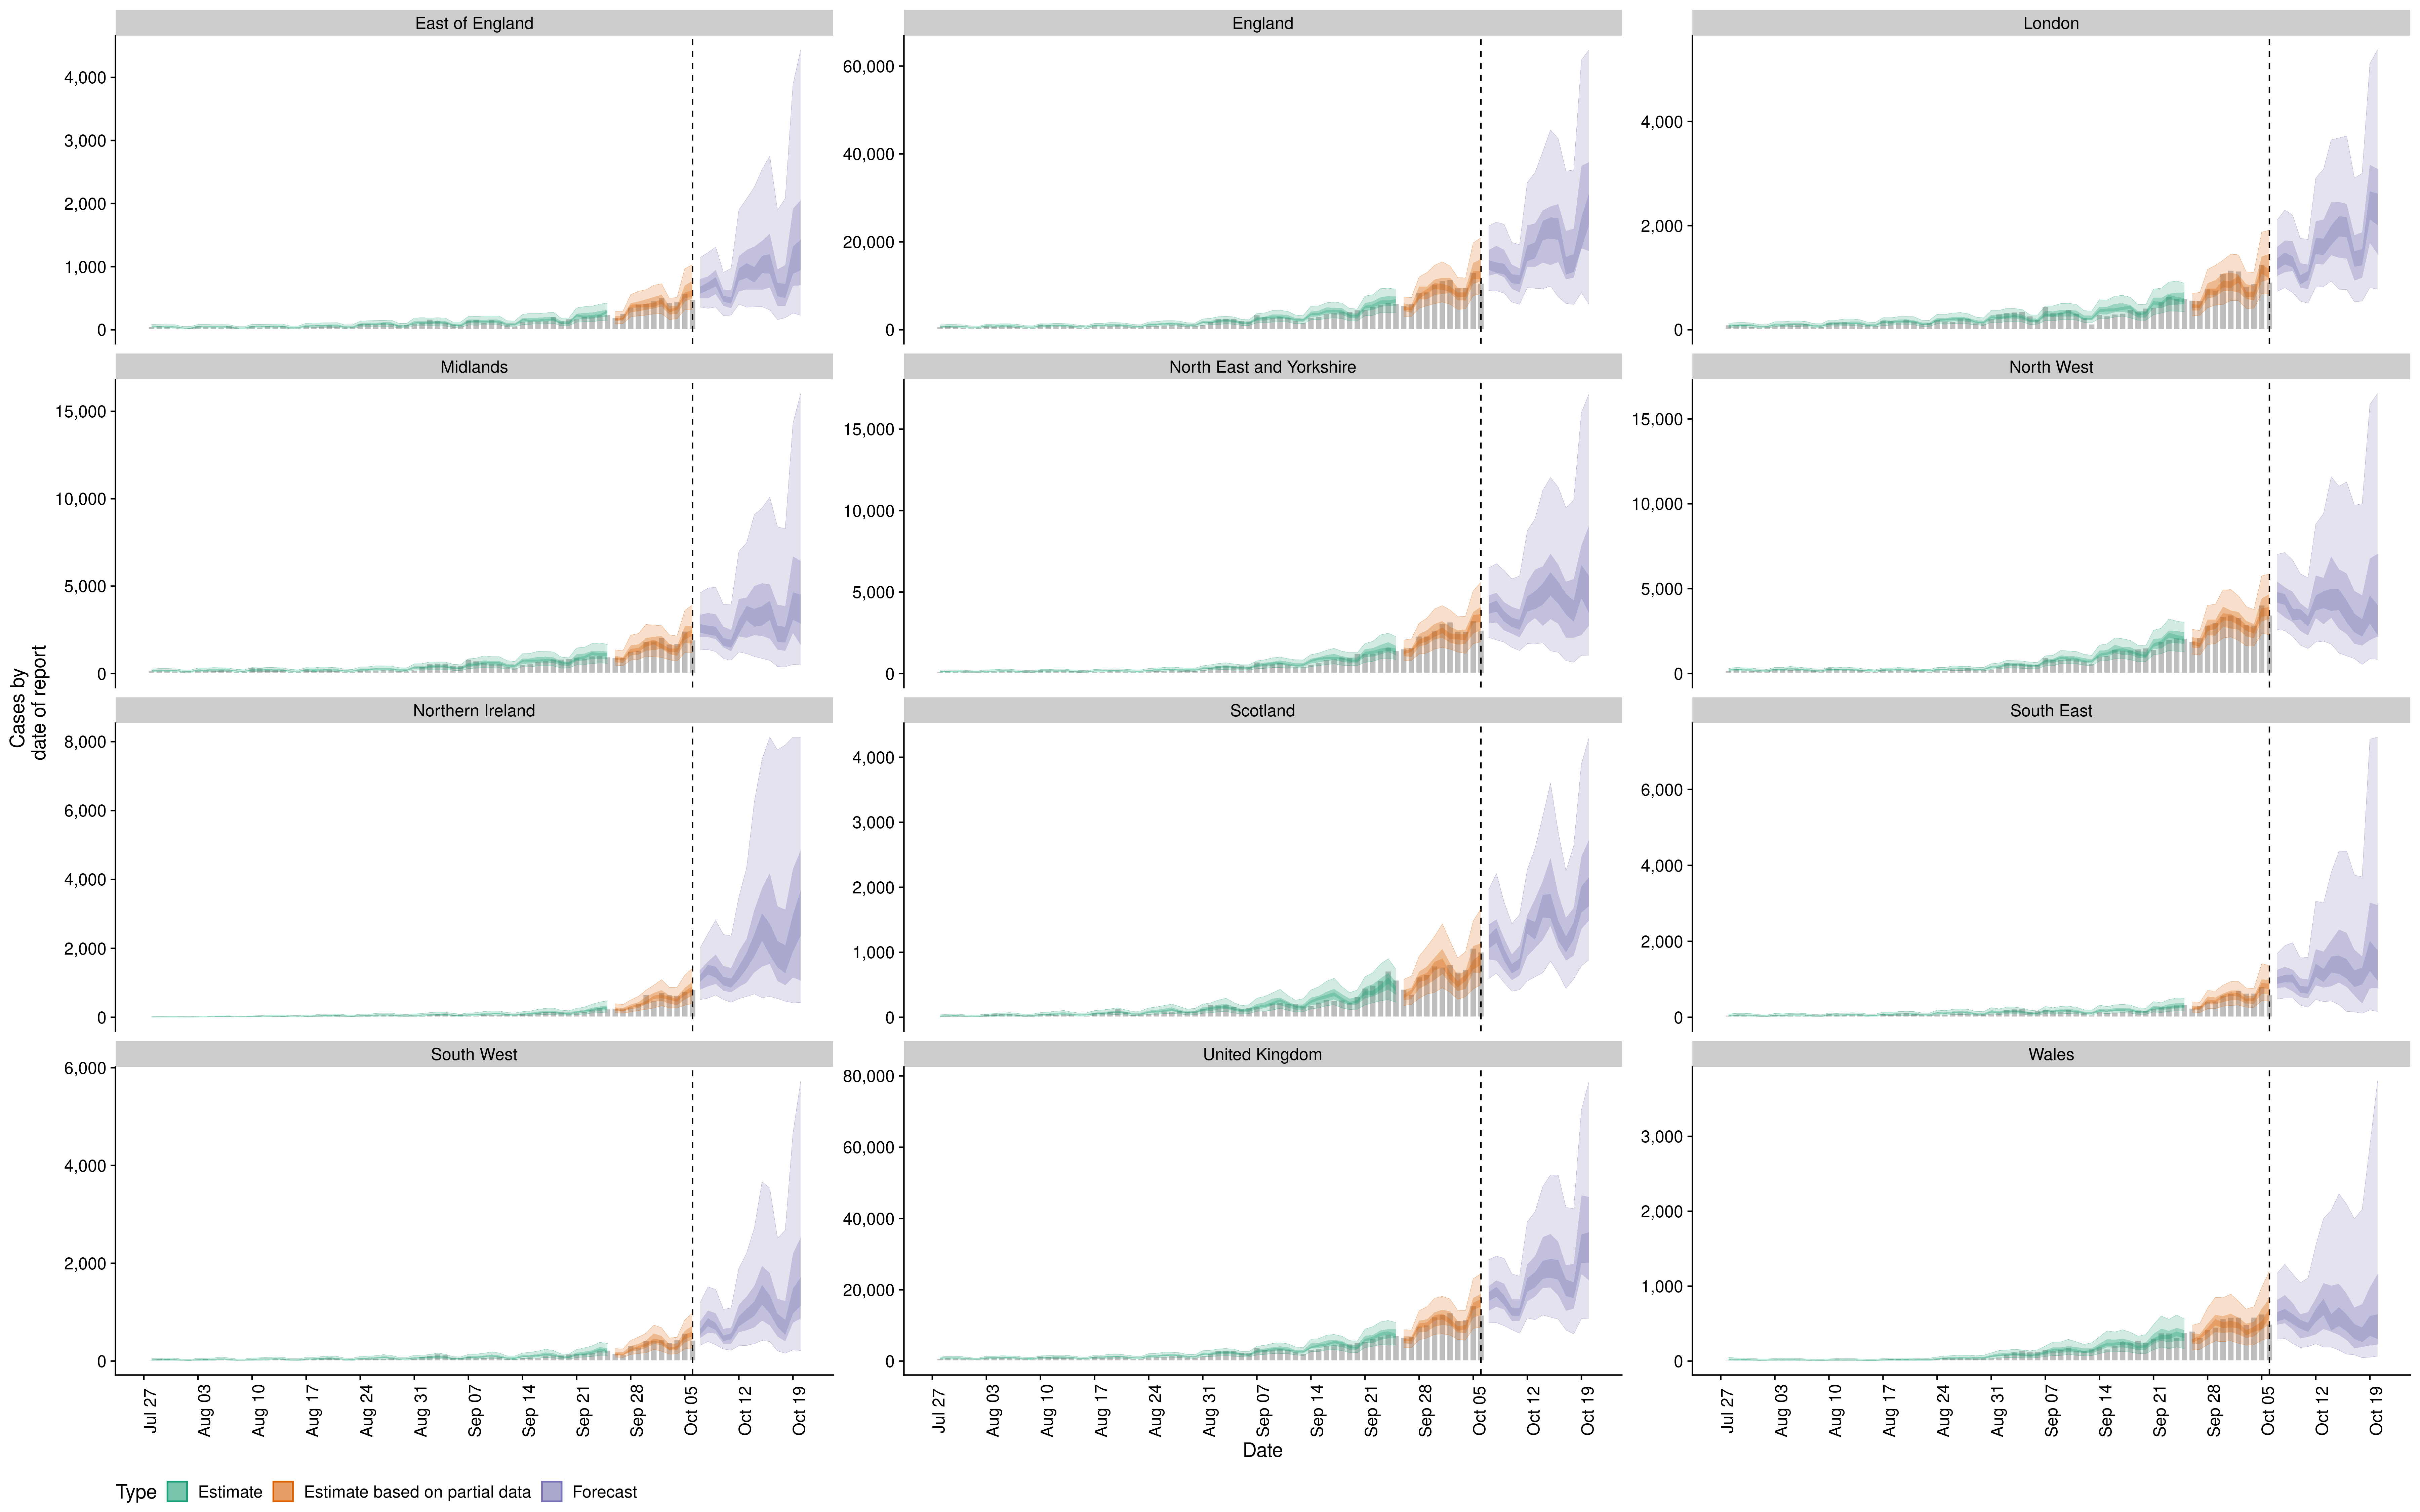 East of England
England
London
4,000
3,000
2,000
1,000
0
60,000
40,000
20,000
0
4,000
2,000
0
Midlands
North East and Yorkshire
North West
15,000
10,000
5,000
0
15,000
10,000
5,000
0
15,000
10,000
5,000
0
Cases by
date of report
Northern Ireland
Scotland
South East
8,000
6,000
4,000
2,000
0
4,000
3,000
2,000
1,000
0
6,000
4,000
2,000
0
South West
United Kingdom
Wales
6,000
4,000
2,000
0
80,000
60,000
40,000
20,000
0
3,000
2,000
1,000
0
Jul 27
Aug 03
Aug 10
Aug 17
Aug 24
Aug 31
Sep 07
Sep 14
Sep 21
Sep 28
Oct 05
Oct 12
Oct 19
Jul 27
Aug 03
Aug 10
Aug 17
Aug 24
Aug 31
Sep 07
Sep 14
Sep 21
Sep 28
Oct 05
Oct 12
Oct 19
Jul 27
Aug 03
Aug 10
Aug 17
Aug 24
Aug 31
Sep 07
Sep 14
Sep 21
Sep 28
Oct 05
Oct 12
Oct 19
Date
Type Estimate Estimate based on partial data Forecast